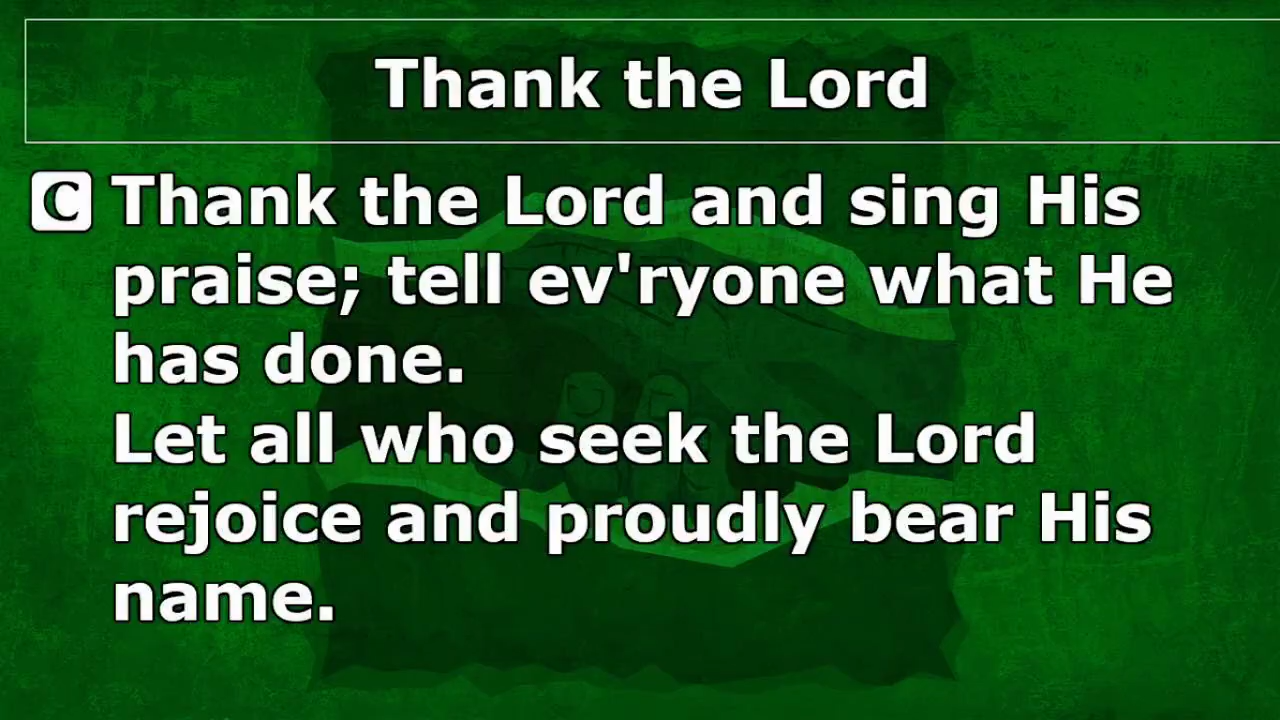 Thank the Lord
C Thank the Lord and sing His
praise; tell ev'ryone what He
has done.
Let all who seek the Lord
rejoice and proudly bear His
name.